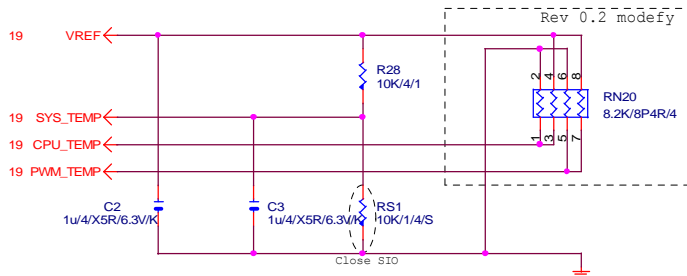 Rev 0.2 modefy
19 VREF
R28
10K/4/1
2 4 6 8
RN20
8.2K/8P4R/4
19 SYS_TEMP
1 3 5 7
19 CPU_TEMP
19 PWM_TEMP
C2
1u/4/X5R/6.3V/K
C3
1u/4/X5R/6.3V/K
RS1
10K/1/4/S
Close SIO